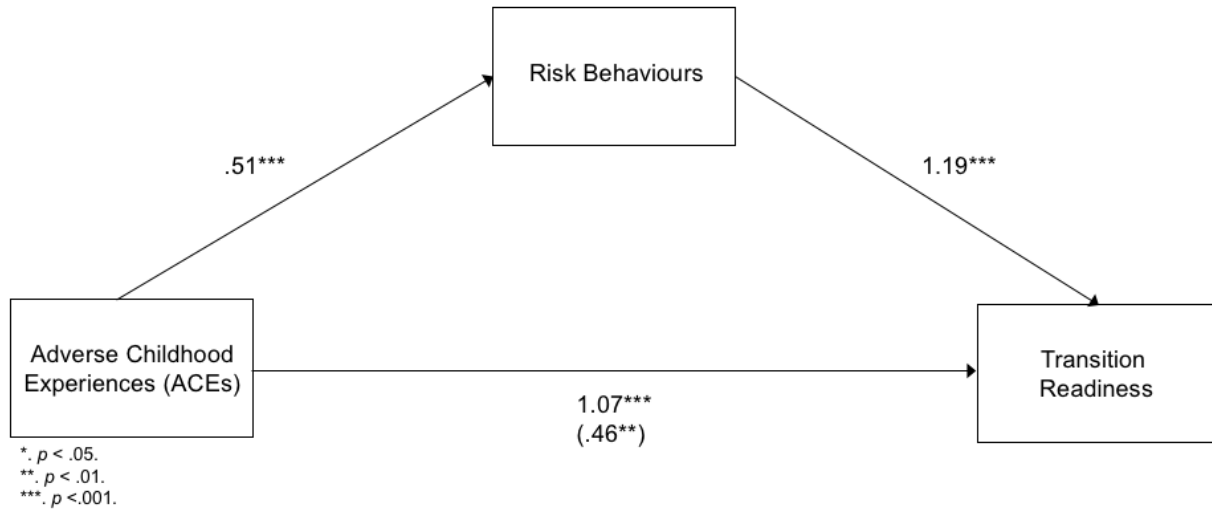 Risk Behaviours
.51***
1.19***
Adverse Childhood
Experiences (ACEs)
Transition
Readiness
1.07***
(.46**)
*. p < .05.
**. p < .01.
***. p <.001.